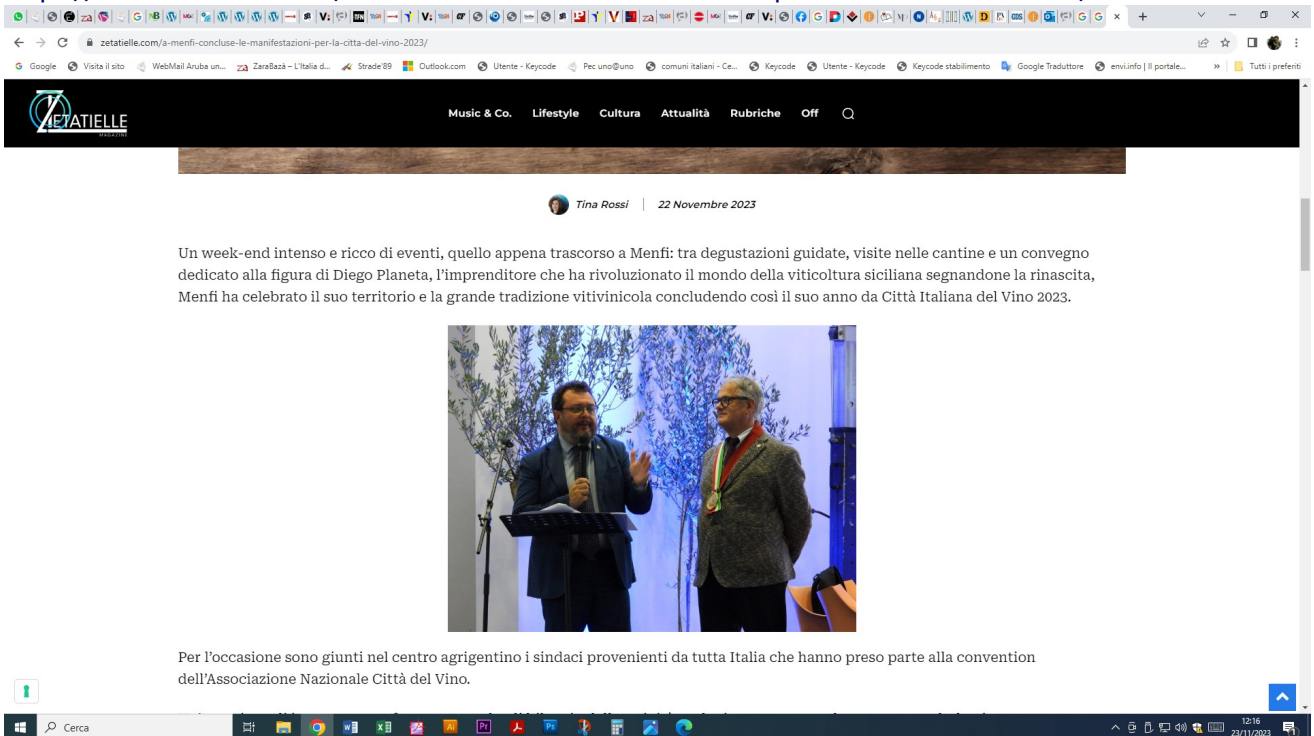 zetatielle.com/a-menfi-concluse-le-manifestazioni-per-la-citta-del-vino-2023/
Google Visita il sito WebMail Aruba un... ZaraBazà – L'Italia d... Strade'89 Outlook.com Utente - Keycode Pec uno@uno comuni italiani - Ce... Keycode Utente - Keycode Keycode stabilimento Google Traduttore envi.info | Il portale... » Tutti i preferiti
ZETATIELLE
MAGAZINE
Music & Co. Lifestyle Cultura Attualità Rubriche Off
Tina Rossi 22 Novembre 2023
Un week-end intenso e ricco di eventi, quello appena trascorso a Menfi: tra degustazioni guidate, visite nelle cantine e un convegno
dedicato alla figura di Diego Planeta, l'imprenditore che ha rivoluzionato il mondo della viticoltura siciliana segnandone la rinascita,
Menfi ha celebrato il suo territorio e la grande tradizione vitivinicola concludendo così il suo anno da Città Italiana del Vino 2023.
Per l'occasione sono giunti nel centro agrigentino i sindaci provenienti da tutta Italia che hanno preso parte alla convention
dell'Associazione Nazionale Città del Vino.
Cerca
12:16
23/11/2023